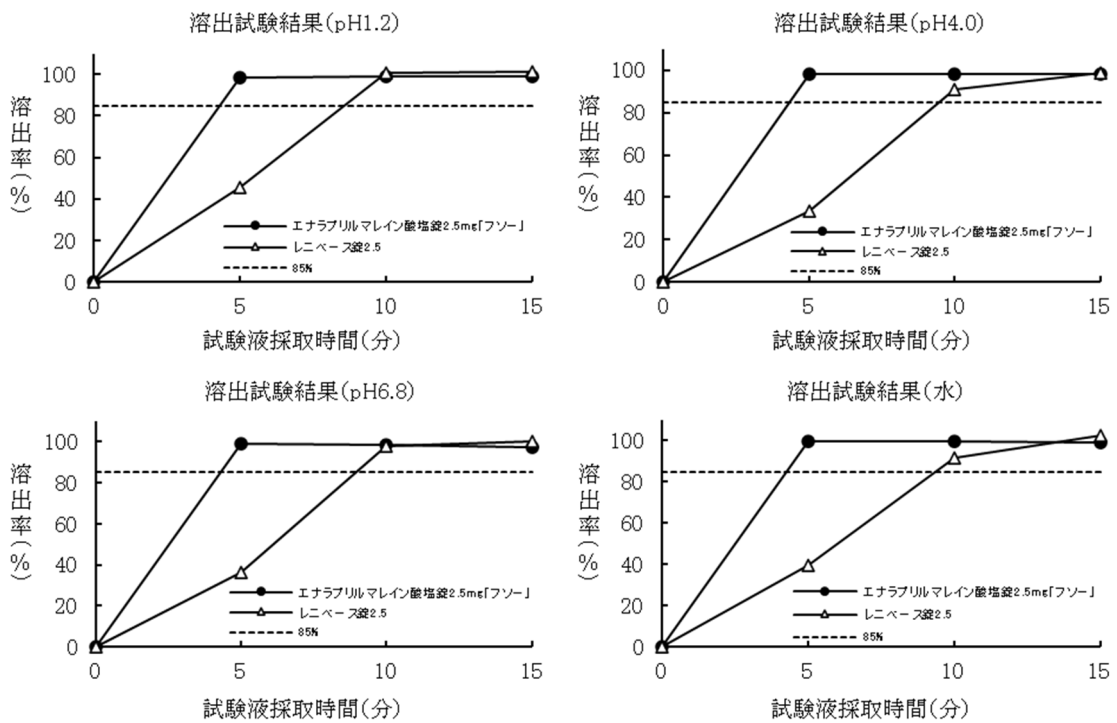 溶出試験結果(pH1.2)
溶出率(%)
100
80
60
40
20
0
エナラプリルマレイン酸塩錠2.5mg「フソー」
レニベース錠2.5
85%
0 5 10 15
試験液採取時間(分)
溶出試験結果(pH4.0)
溶出率(%)
100
80
60
40
20
0
エナラプリルマレイン酸塩錠2.5mg「フソー」
レニベース錠2.5
85%
0 5 10 15
試験液採取時間(分)
溶出試験結果(pH6.8)
溶出率(%)
100
80
60
40
20
0
エナラプリルマレイン酸塩錠2.5mg「フソー」
レニベース錠2.5
85%
0 5 10 15
試験液採取時間(分)
溶出試験結果(水)
溶出率(%)
100
80
60
40
20
0
エナラプリルマレイン酸塩錠2.5mg「フソー」
レニベース錠2.5
85%
0 5 10 15
試験液採取時間(分)